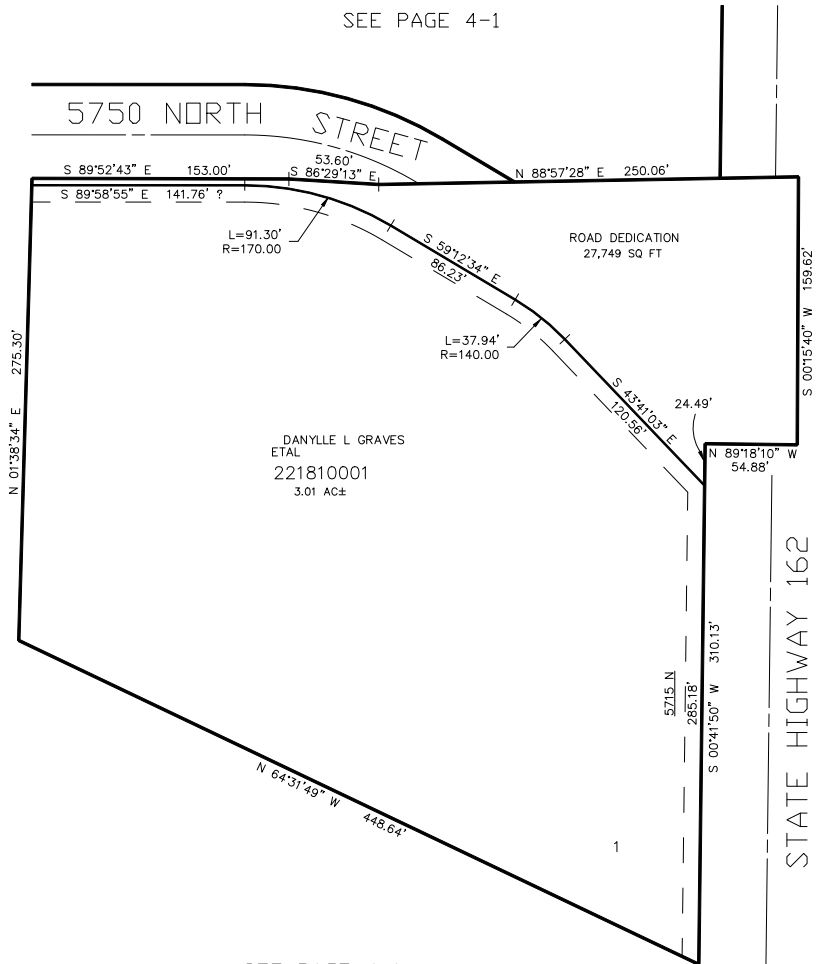 SEE PAGE 4-1
5750 NORTH STREET
S 89°52'43" E 153.00'
53.60'
S 86°29'13" E
N 88°57'28" E 250.06'
S 89°58'55" E 141.76' ?
L=91.30'
R=170.00
S 59°12'34" E
86.23'
ROAD DEDICATION
27,749 SQ FT
S 00°15'40" W 159.62'
L=37.94'
R=140.00
N 01°38'34" E 275.30'
S 43°41'03" E
120.56'
24.49'
N 89°18'10" W
54.88'
DANYLLE L GRAVES
ETAL
221810001
3.01 AC±
STATE HIGHWAY 162
5715 N
285.18'
S 00°41'50" W 310.13'
N 64°31'49" W 448.64'
1